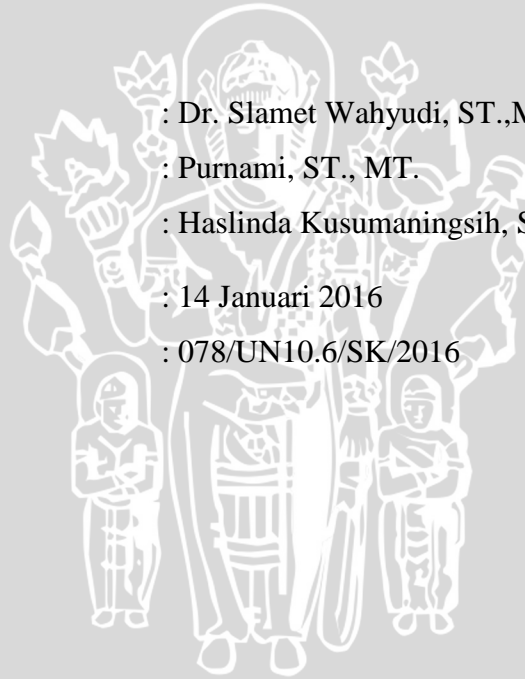 : Dr. Slamet Wahyudi, ST.,M
: Purnami, ST., MT.
: Haslinda Kusumaningsih, S
: 14 Januari 2016
: 078/UN10.6/SK/2016